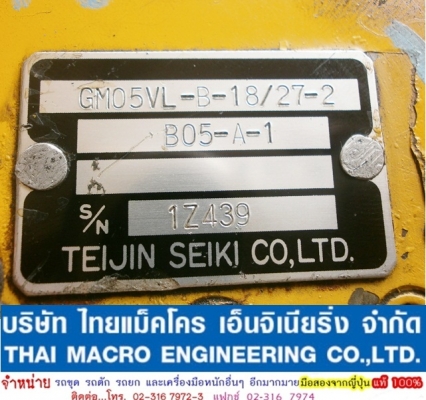 GM05VL-B-18/27-2
B05-A-1
S/N 1Z439
TEIJIN SEIKI CO,LTD.
บริษัท ไทยแม็คโคร เอ็นจิเนียริ่ง จำกัด
THAI MACRO ENGINEERING CO.,LTD.
จำหน่าย รถขุด รถตัก รถยก และเครื่องมือหนักอื่นๆ อีกมากมายมือสองจากญี่ปุ่นแท้ 100%
ติดต่อ...โทร. 02-316 7972-3 แฟกซ์ 02-316 7974